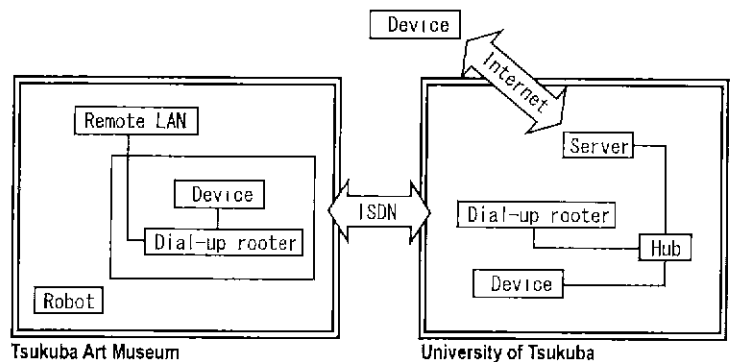 Device
Internet
Remote LAN
Device
Dial-up rooter
Robot
ISDN
Server
Dial-up rooter
Hub
Device
Tsukuba Art Museum
University of Tsukuba